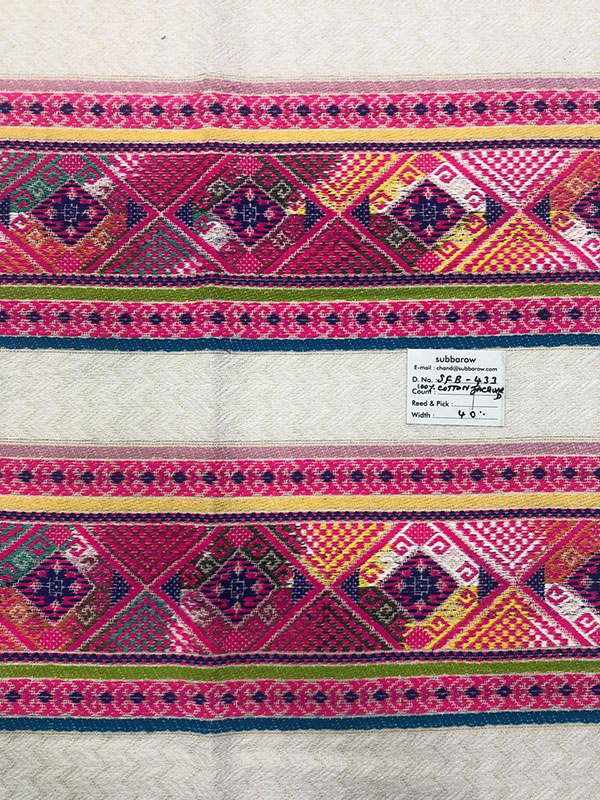 subbarow
E-mail : chand@subbarow.com
D. No. SFB - 433
100% COTTON JACQUARD
Count :
Reed & Pick :
Width : 40"